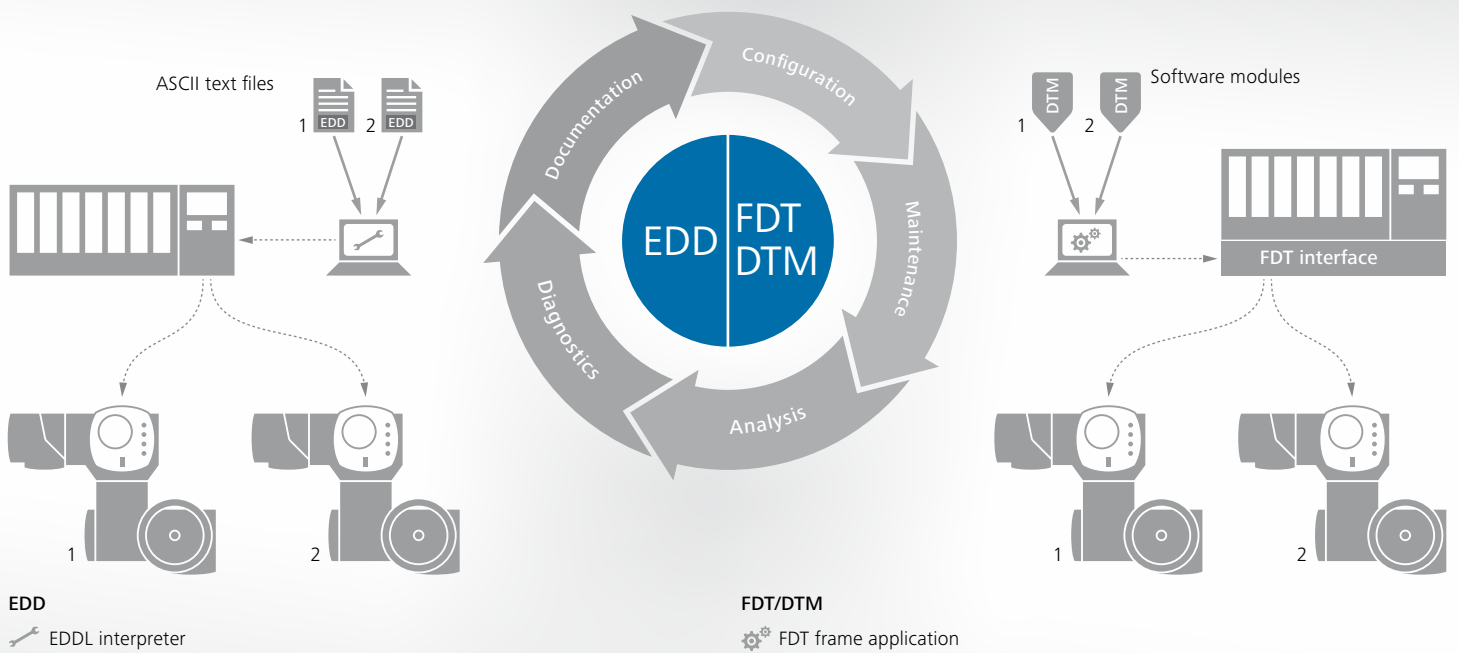 ASCII text files
1
EDD
2
EDD
Configuration
Maintenance
Analysis
Diagnostics
Documentation
EDD
FDT
DTM
Software modules
1
DTM
2
DTM
FDT interface
1
2
1
2
EDD
EDDL interpreter
FDT/DTM
FDT frame application